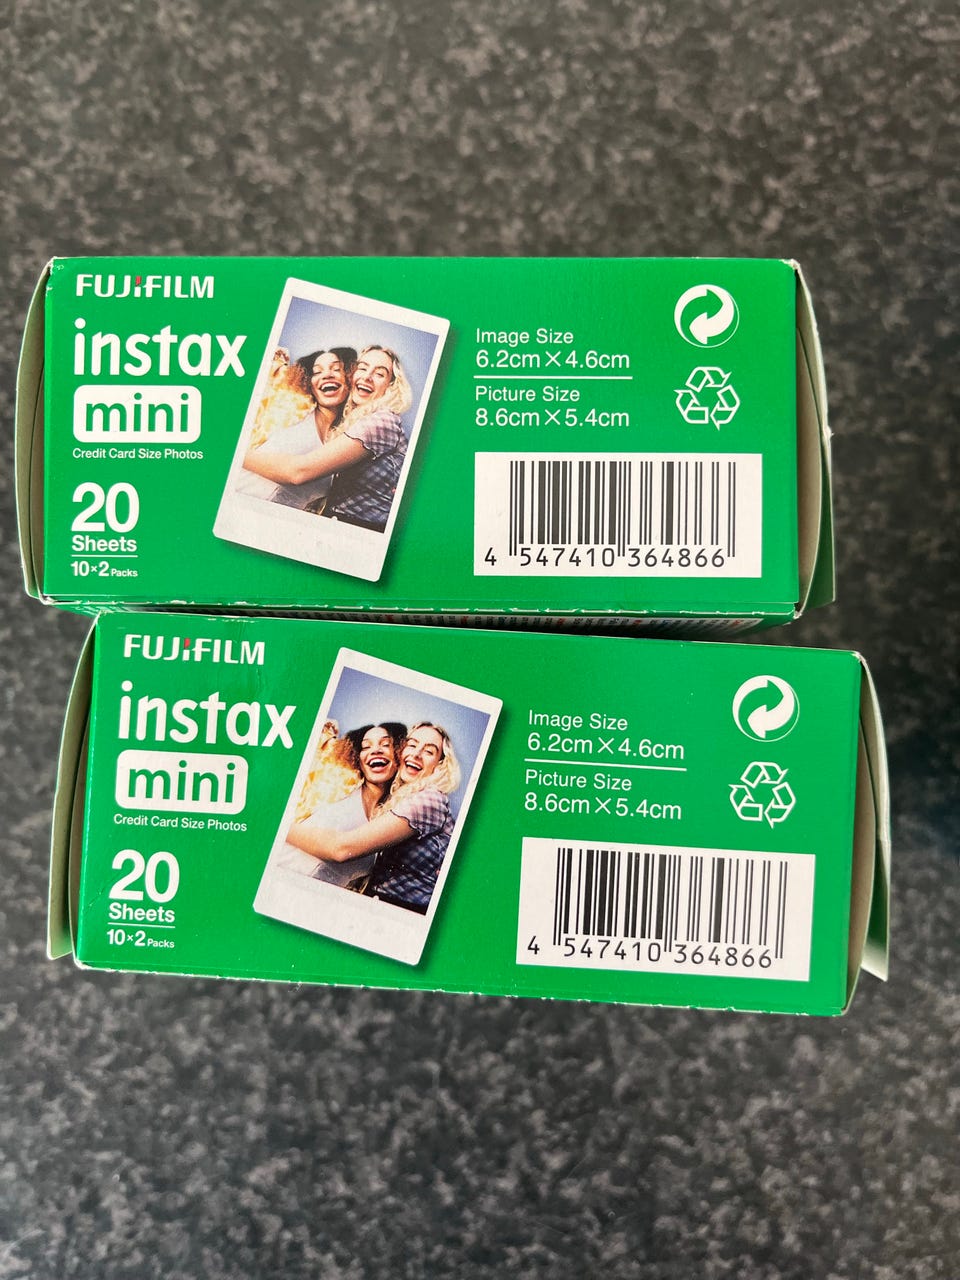 FUJIFILM
instax
mini
Credit Card Size Photos
20
Sheets
10×2 Packs
Image Size
6.2cm×4.6cm
Picture Size
8.6cm×5.4cm
4 547410 364866
FUJIFILM
instax
mini
Credit Card Size Photos
20
Sheets
10×2 Packs
Image Size
6.2cm×4.6cm
Picture Size
8.6cm×5.4cm
4 547410 364866